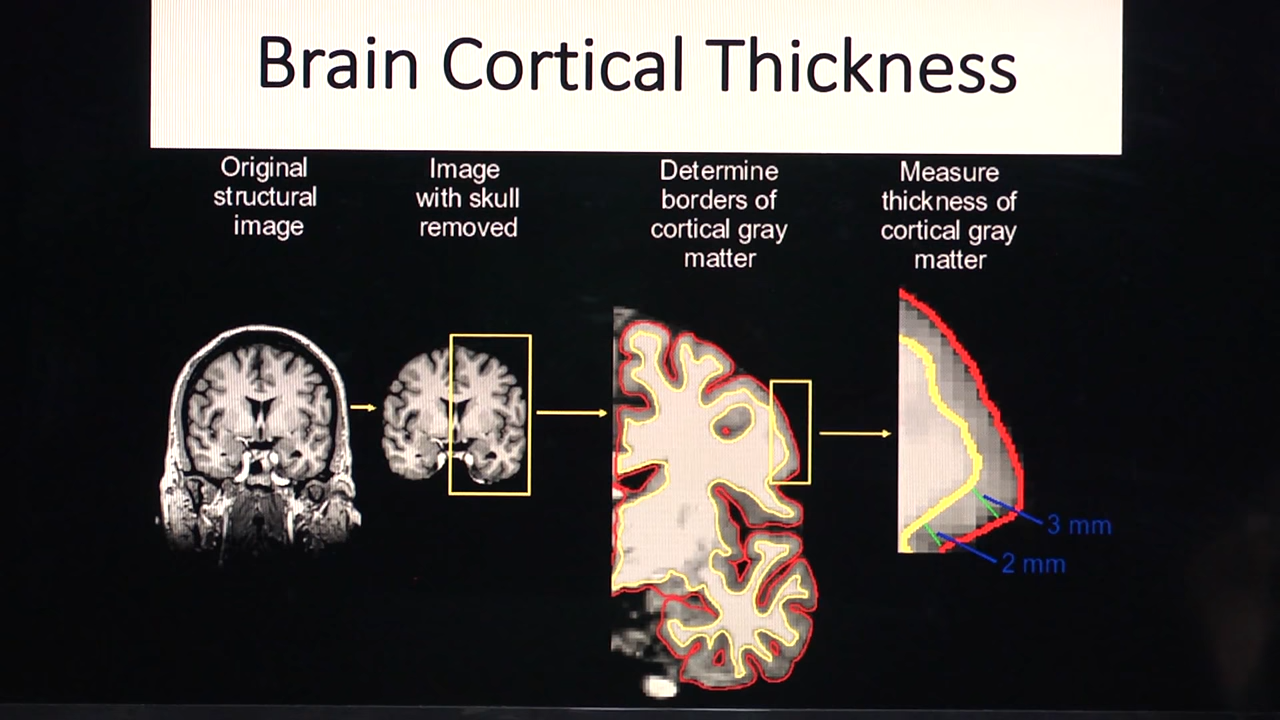 Brain Cortical Thickness
Original
structural
image
Image
with skull
removed
Determine
borders of
cortical gray
matter
Measure
thickness of
cortical gray
matter
3 mm
2 mm